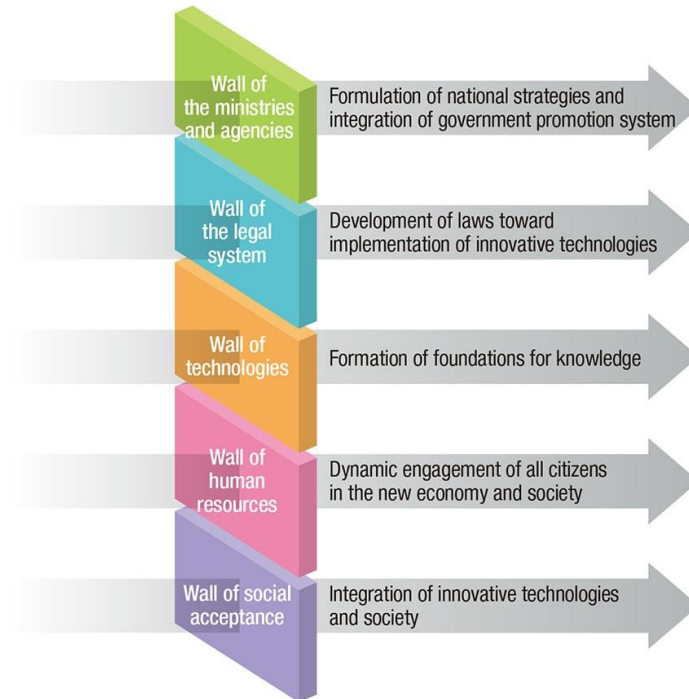 Wall of
the ministries
and agencies
Formulation of national strategies and
integration of government promotion system
Wall of
the legal
system
Development of laws toward
implementation of innovative technologies
Wall of
technologies
Formation of foundations for knowledge
Wall of
human
resources
Dynamic engagement of all citizens
in the new economy and society
Wall of social
acceptance
Integration of innovative technologies
and society